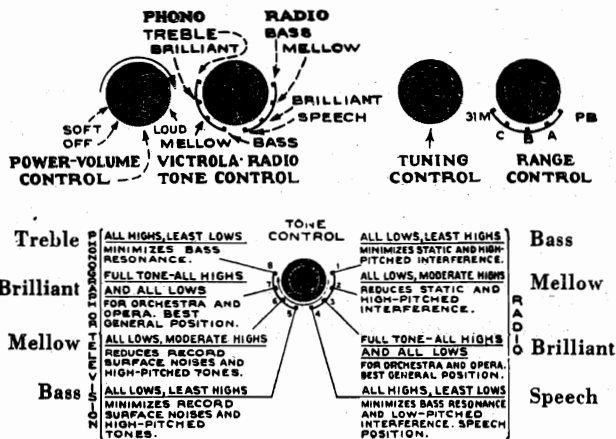 PHONO
TREBLE
BRILLIANT
RADIO
BASS
MELLOW
BRILLIANT
SPEECH
BASS
MELLOW
SOFT
OFF
LOUD
POWER-VOLUME
CONTROL
VICTROLA-RADIO
TONE CONTROL
TUNING
CONTROL
31M
C
B
A
PB
RANGE
CONTROL
TONE
CONTROL
Treble
ALL HIGHS, LEAST LOWS
MINIMIZES BASS
RESONANCE.
Brilliant
FULL TONE-ALL HIGHS
AND ALL LOWS
FOR ORCHESTRA AND
OPERA. BEST
GENERAL POSITION.
Mellow
ALL LOWS, MODERATE HIGHS
REDUCES RECORD
SURFACE NOISES AND
HIGH-PITCHED TONES.
Bass
ALL LOWS, LEAST HIGHS
MINIMIZES RECORD
SURFACE NOISES AND
HIGH-PITCHED
TONES.
PHONOGRAPH OR TELEVISION
8
7
6
5
1
2
3
4
ALL LOWS, LEAST HIGHS
MINIMIZES STATIC AND HIGH-
PITCHED INTERFERENCE.
Bass
ALL LOWS, MODERATE HIGHS
REDUCES STATIC AND
HIGH-PITCHED
INTERFERENCE.
Mellow
FULL TONE-ALL HIGHS
AND ALL LOWS
FOR ORCHESTRA AND OPERA.
BEST GENERAL POSITION.
Brilliant
ALL HIGHS, LEAST LOWS
MINIMIZES BASS RESONANCE
AND LOW-PITCHED
INTERFERENCE. SPEECH
POSITION.
Speech
RADIO